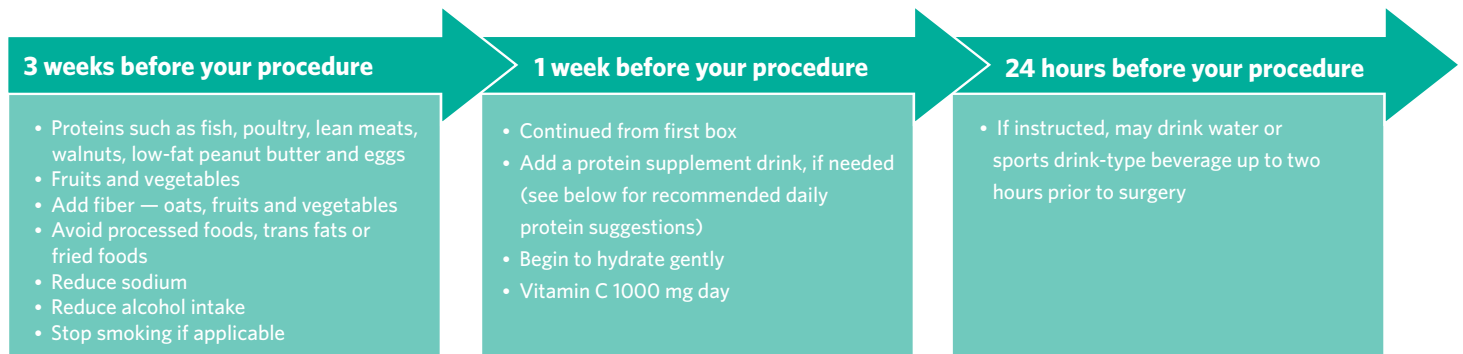 3 weeks before your procedure
• Proteins such as fish, poultry, lean meats,
walnuts, low-fat peanut butter and eggs
• Fruits and vegetables
• Add fiber — oats, fruits and vegetables
• Avoid processed foods, trans fats or
fried foods
• Reduce sodium
• Reduce alcohol intake
• Stop smoking if applicable
1 week before your procedure
• Continued from first box
• Add a protein supplement drink, if needed
(see below for recommended daily
protein suggestions)
• Begin to hydrate gently
• Vitamin C 1000 mg day
24 hours before your procedure
• If instructed, may drink water or
sports drink-type beverage up to two
hours prior to surgery